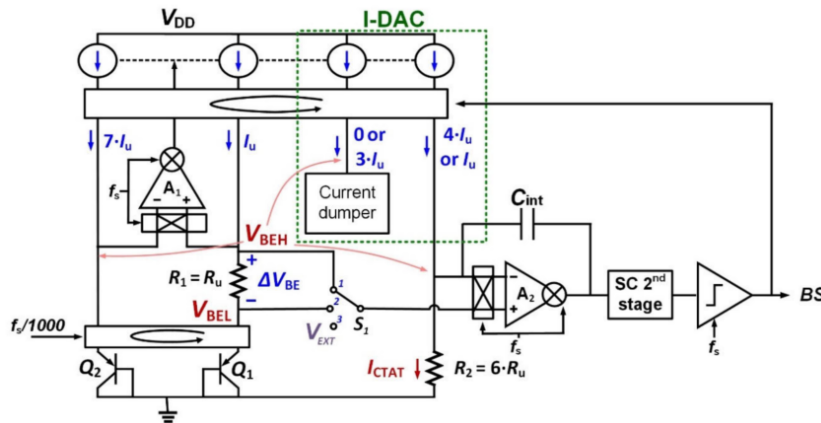 I-DAC
V_DD
7·I_u
I_u
0 or
3·I_u
4·I_u
or I_u
f_s
A_1
− +
Current
dumper
C_int
V_BEH
+
R_1 = R_u
ΔV_BE
−
V_BEL
1
2
3
S_1
V_EXT
−
+
A_2
f_s
SC 2nd
stage
f_s
BS
f_s/1000
Q_2
Q_1
I_CTAT
R_2 = 6·R_u